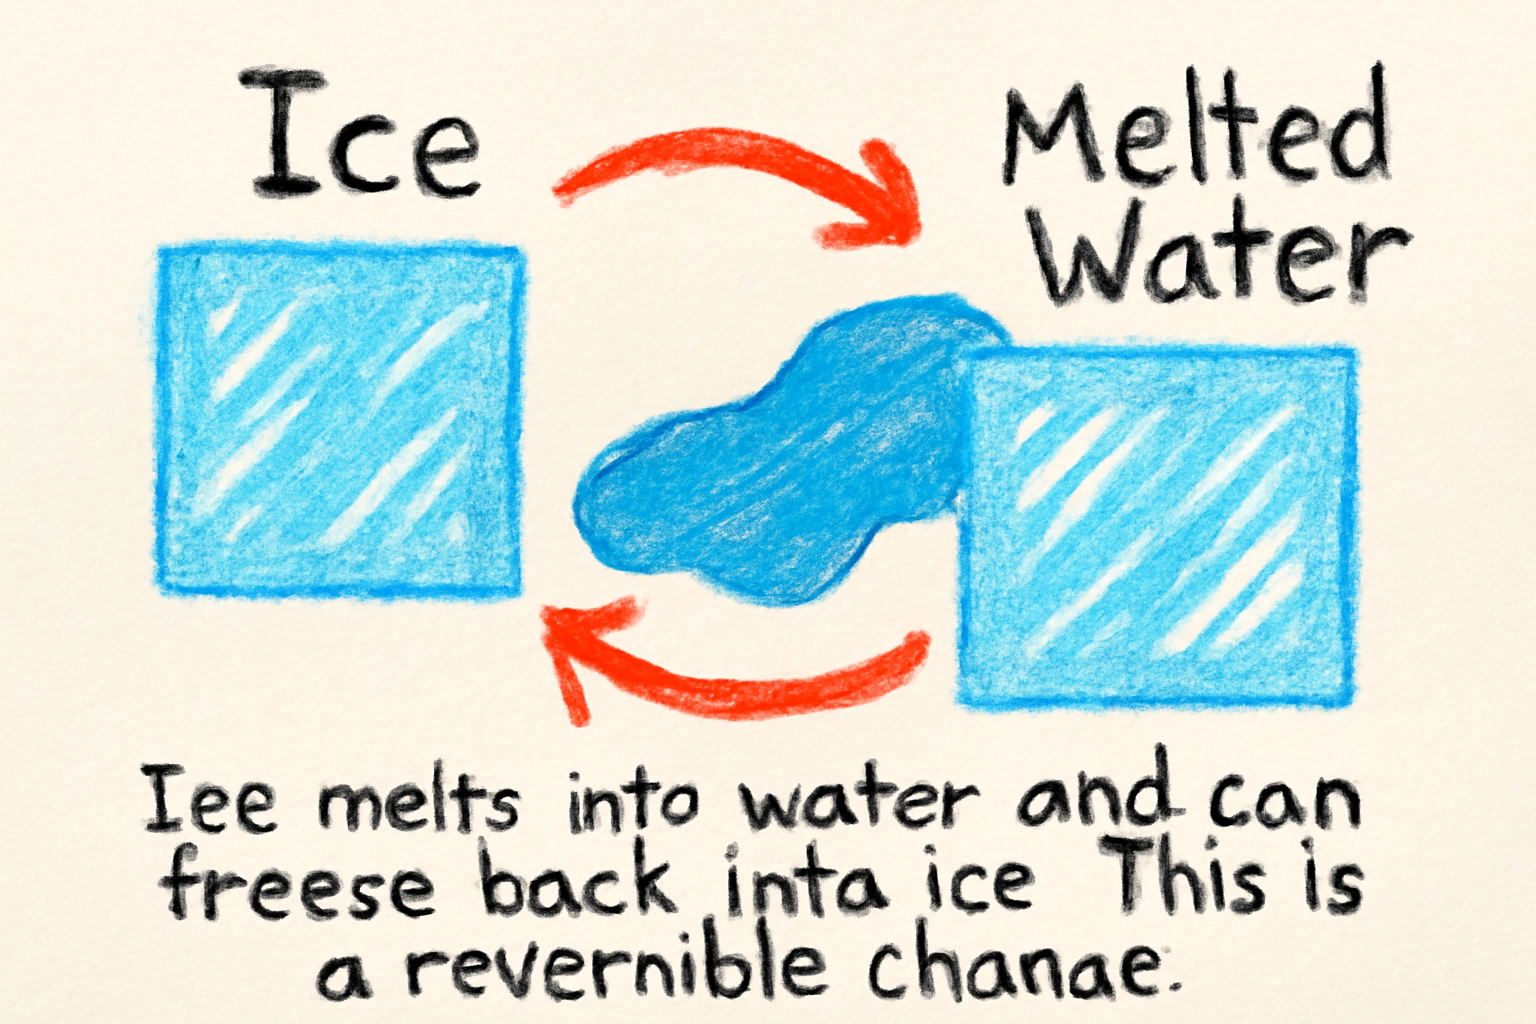 Ice
Melted
Water
Iee melts into water and can
freese back inta ice This is
a revernible chanae.